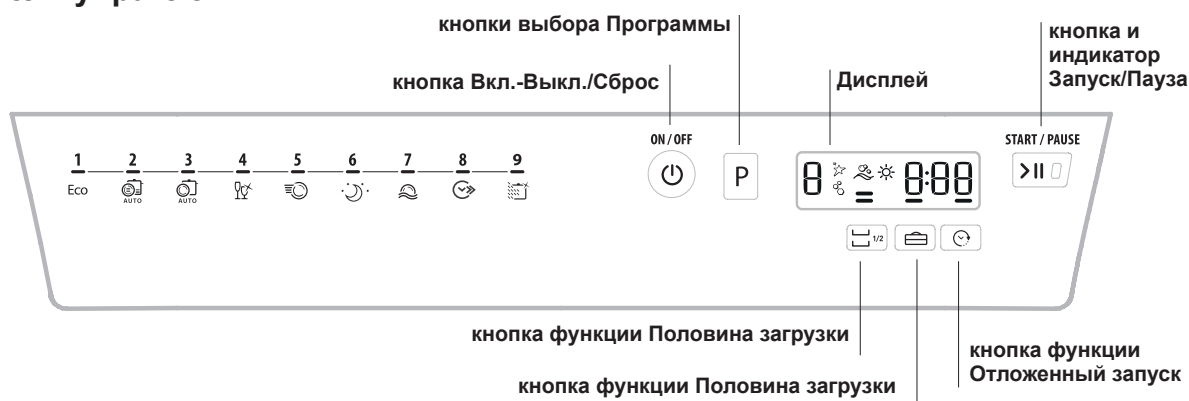 кнопки выбора Программы
кнопка и
индикатор
Запуск/Пауза
кнопка Вкл.-Выкл./Сброс
Дисплей
ON/OFF
START / PAUSE
1 2 3 4 5 6 7 8 9
Eco
AUTO AUTO
P
8 8:88
1/2
кнопка функции Половина загрузки
кнопка функции
Отложенный запуск
кнопка функции Половина загрузки